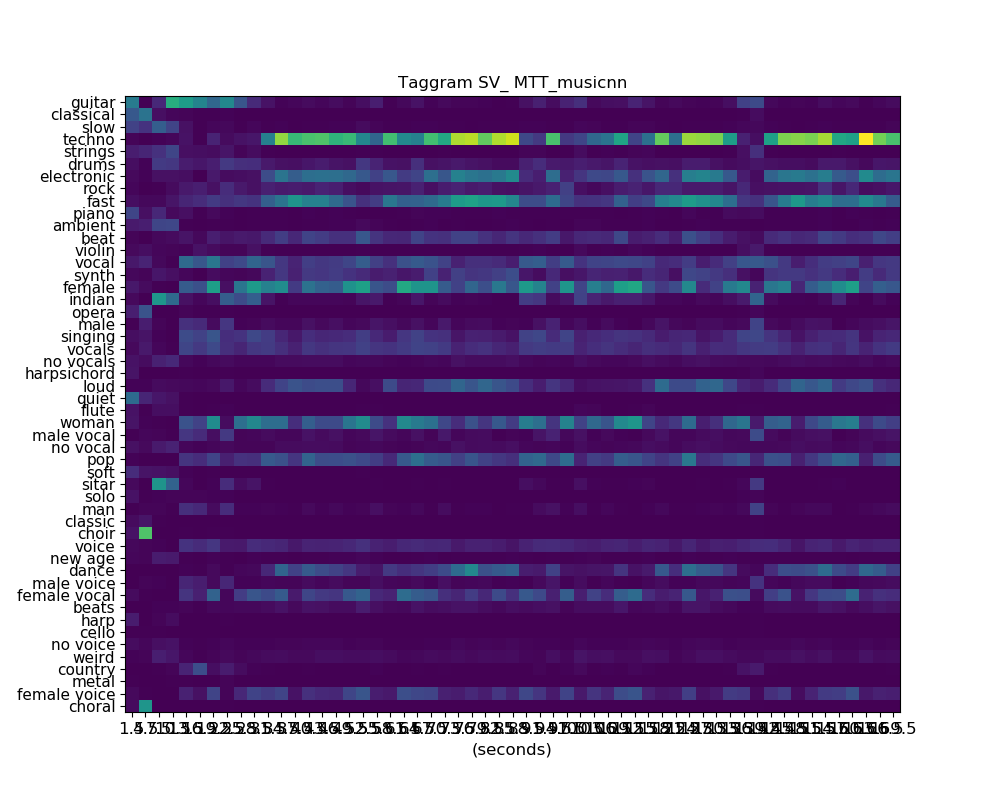 Taggram SV_ MTT_musicnn
guitar
classical
slow
techno
strings
drums
electronic
rock
fast
piano
ambient
beat
violin
vocal
synth
female
indian
opera
male
singing
vocals
no vocals
harpsichord
loud
quiet
flute
woman
male vocal
no vocal
pop
soft
sitar
solo
man
classic
choir
voice
new age
dance
male voice
female vocal
beats
harp
cello
no voice
weird
country
metal
female voice
choral
(seconds)